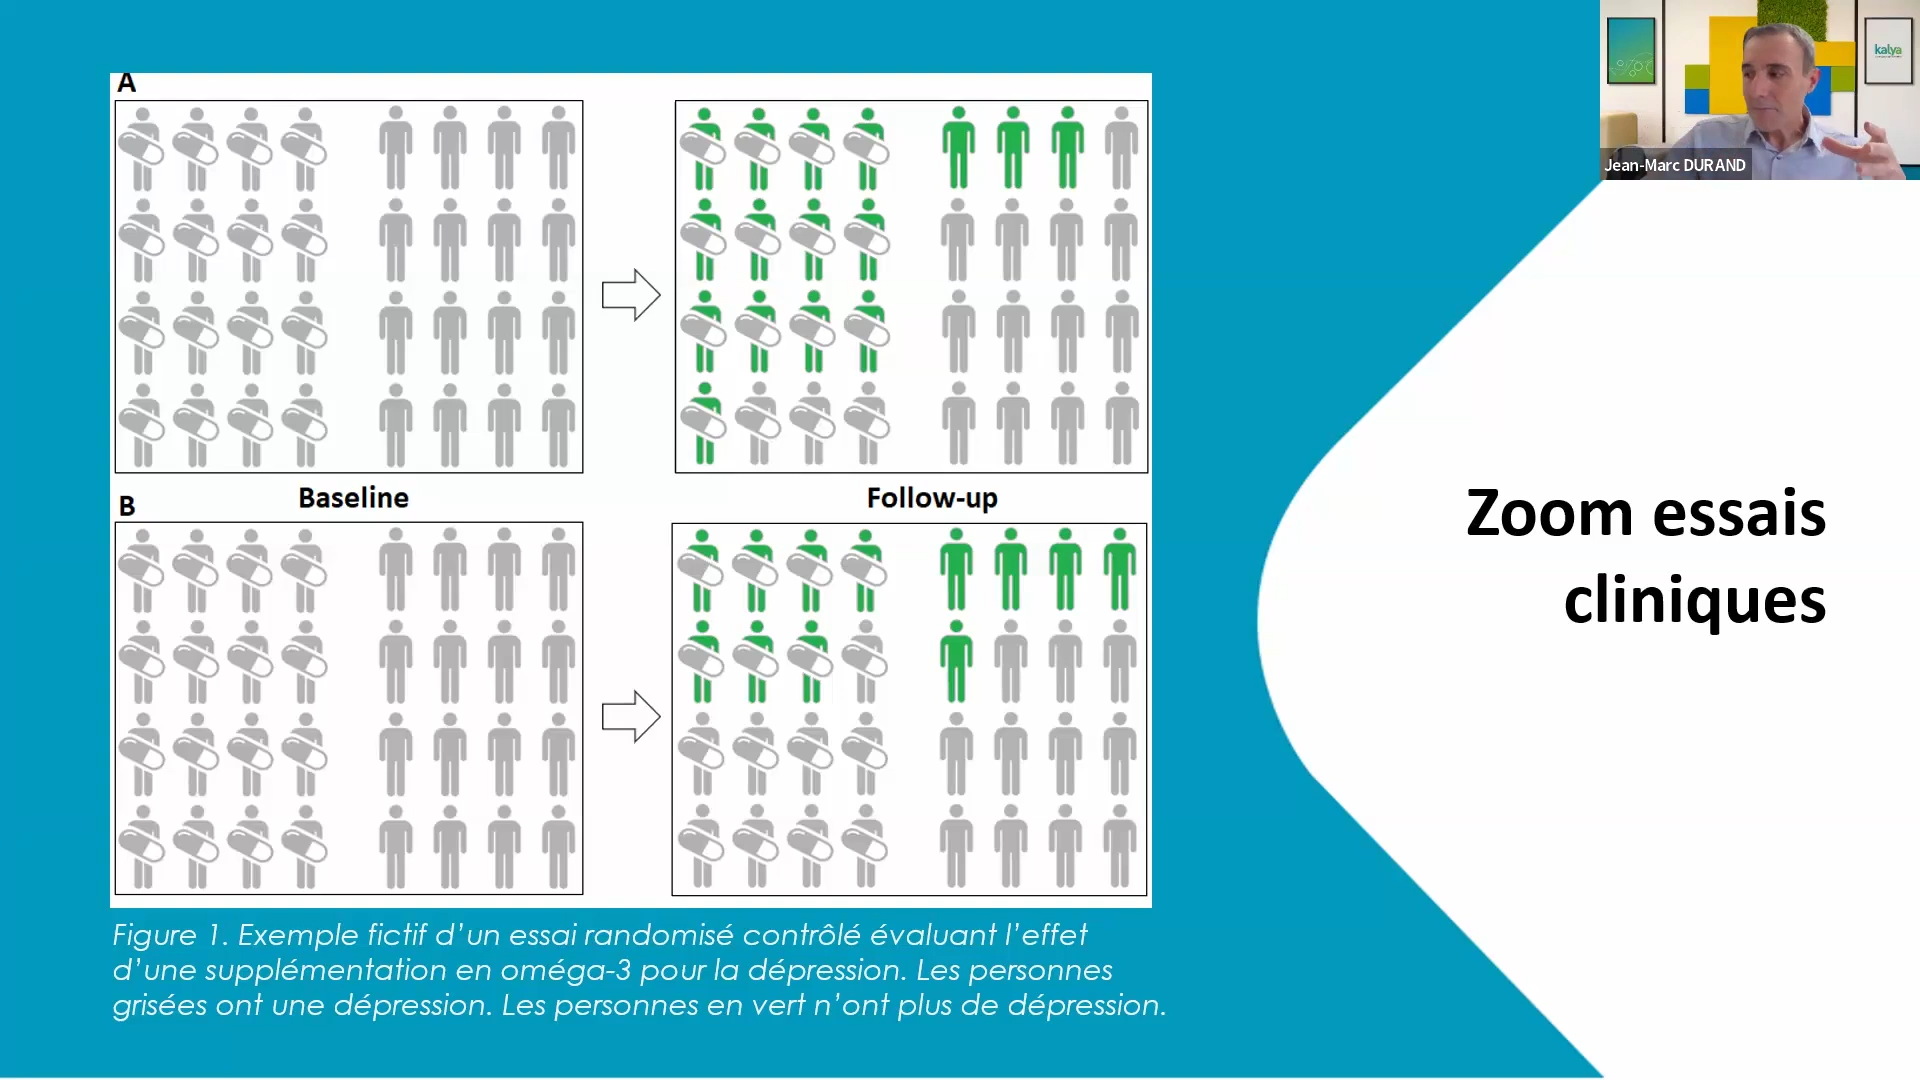 A
kalya
Jean-Marc DURAND
Baseline
Follow-up
B
Zoom essais
cliniques
Figure 1. Exemple fictif d’un essai randomisé contrôlé évaluant l’effet
d’une supplémentation en oméga-3 pour la dépression. Les personnes
grisées ont une dépression. Les personnes en vert n’ont plus de dépression.